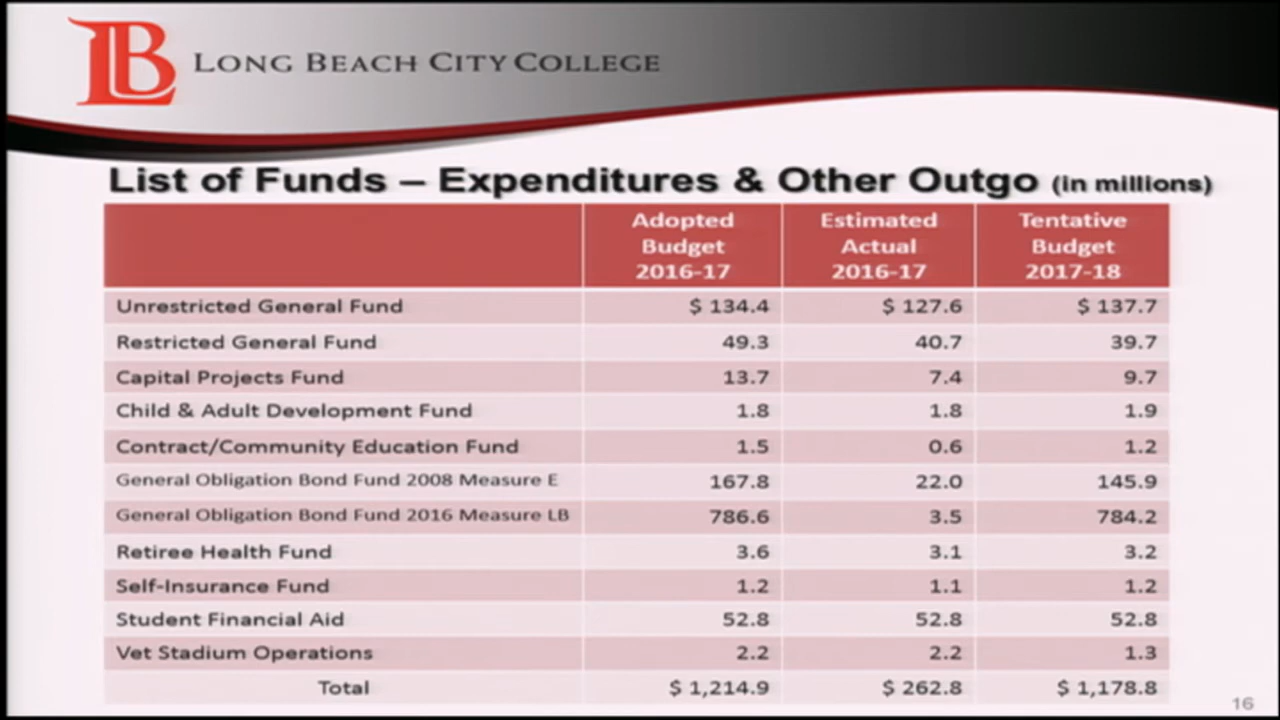 LB LONG BEACH CITY COLLEGE
List of Funds – Expenditures & Other Outgo (in millions)
Adopted Budget 2016-17 Estimated Actual 2016-17 Tentative Budget 2017-18
Unrestricted General Fund $ 134.4 $ 127.6 $ 137.7
Restricted General Fund 49.3 40.7 39.7
Capital Projects Fund 13.7 7.4 9.7
Child & Adult Development Fund 1.8 1.8 1.9
Contract/Community Education Fund 1.5 0.6 1.2
General Obligation Bond Fund 2008 Measure E 167.8 22.0 145.9
General Obligation Bond Fund 2016 Measure LB 786.6 3.5 784.2
Retiree Health Fund 3.6 3.1 3.2
Self-Insurance Fund 1.2 1.1 1.2
Student Financial Aid 52.8 52.8 52.8
Vet Stadium Operations 2.2 2.2 1.3
Total $ 1,214.9 $ 262.8 $ 1,178.8
16